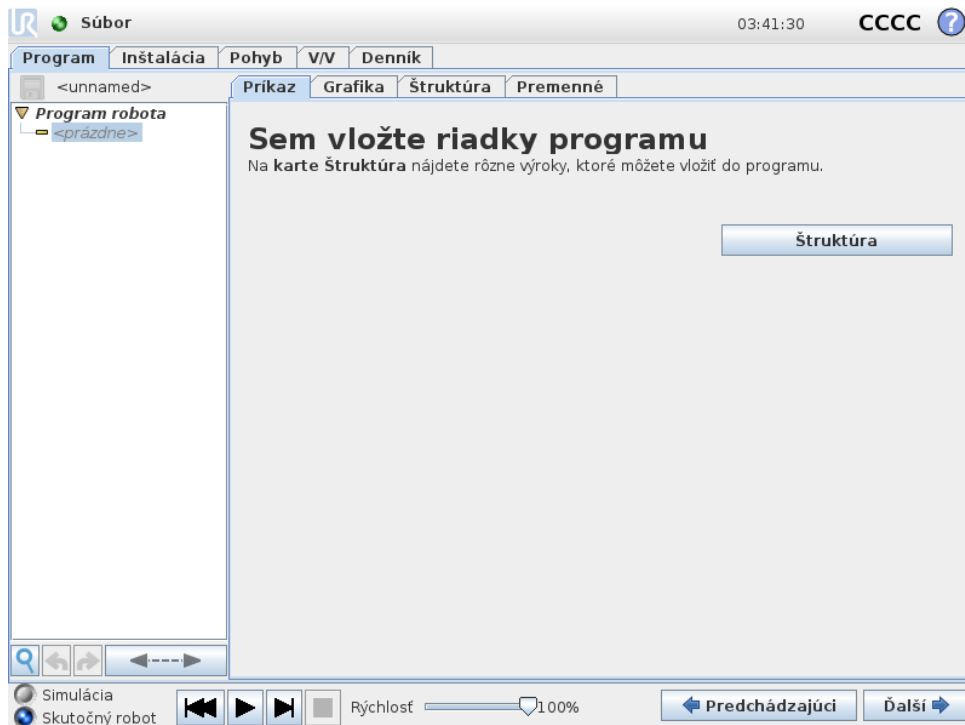 UR Súbor 03:41:30 CCCC ?
Program Inštalácia Pohyb V/V Denník
<unnamed> Príkaz Grafika Štruktúra Premenné
Program robota
<prázdne>
Sem vložte riadky programu
Na karte Štruktúra nájdete rôzne výroky, ktoré môžete vložiť do programu.
Štruktúra
Simulácia
Skutočný robot
Rýchlosť 100%
Predchádzajúci Ďalší